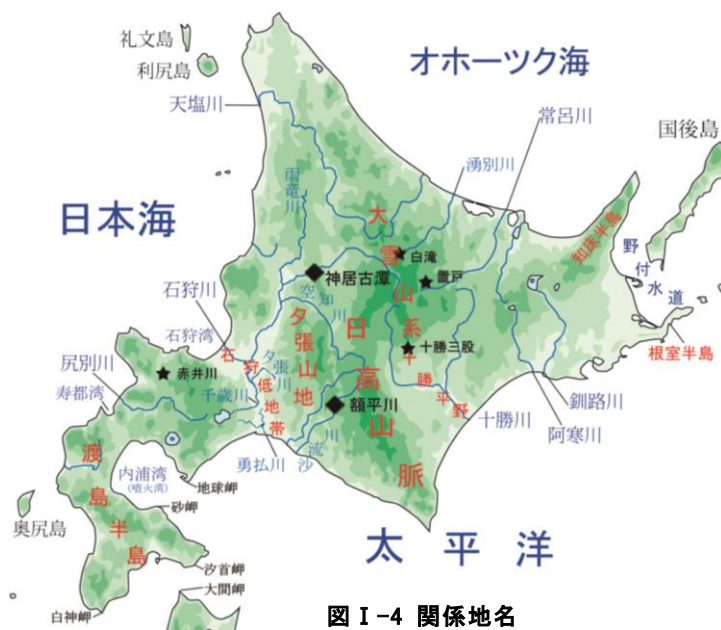 礼文島
利尻島
オホーツク海
天塩川
常呂川
国後島
湧別川
雨竜川
日本海
大雪山系
★白滝
知床半島
野付水道
◆神居古潭
★置戸
石狩川
空知川
石狩湾
夕張山地
日高山脈
★十勝三股
根室半島
尻別川
★赤井川
石狩低地帯
夕張川
十勝平野
寿都湾
千歳川
◆額平川
十勝川
釧路川
阿寒川
沙流川
勇払川
渡島半島
内浦湾
(噴火湾)
地球岬
砂岬
奥尻島
太平洋
汐首岬
大間岬
白神岬
図Ⅰ-4 関係地名